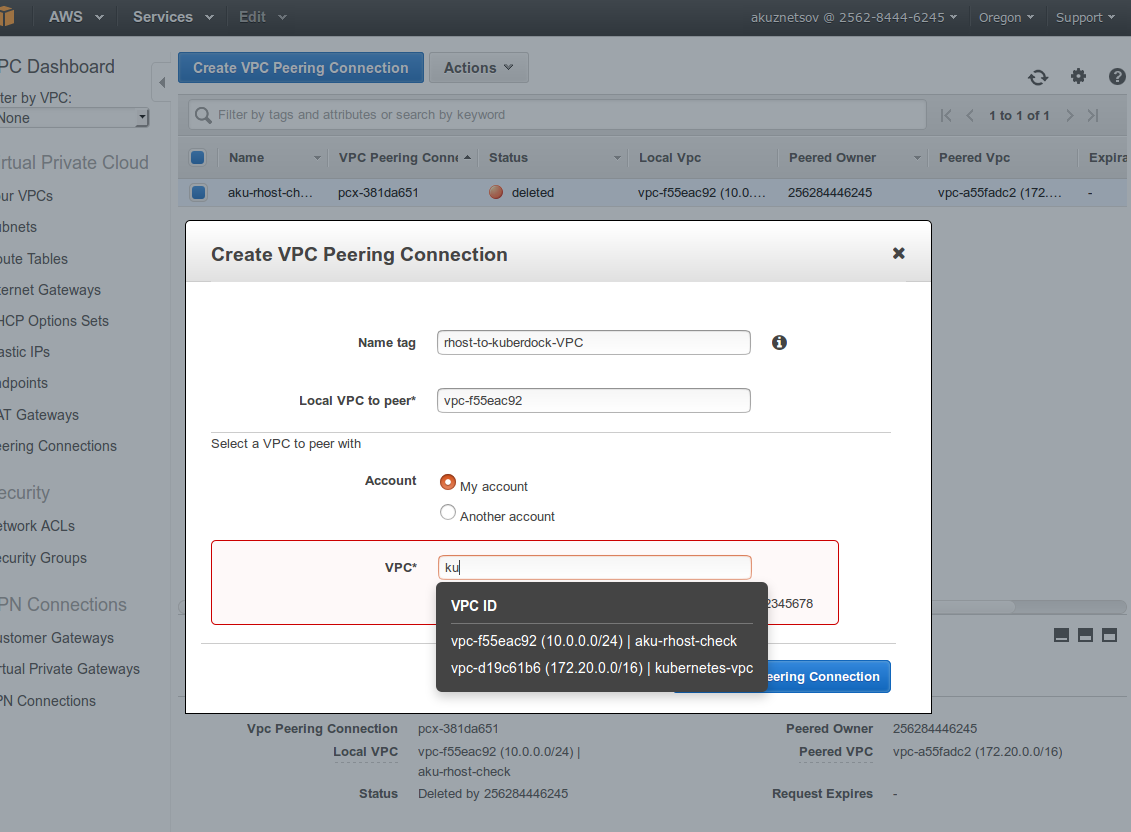 AWS Services Edit akuznetsov @ 2562-8444-6245 Oregon Support
PC Dashboard
Create VPC Peering Connection Actions
ter by VPC:
None
Filter by tags and attributes or search by keyword
1 to 1 of 1
Name VPC Peering Conne Status Local Vpc Peered Owner Peered Vpc Expira
aku-rhost-ch... pcx-381da651 deleted vpc-f55eac92 (10.0.... 256284446245 vpc-a55fadc2 (172.... -
rtual Private Cloud
ur VPCs
ubnets
ute Tables
ternet Gateways
HCP Options Sets
astic IPs
ndpoints
AT Gateways
eering Connections
ecurity
etwork ACLs
ecurity Groups
PN Connections
ustomer Gateways
rtual Private Gateways
PN Connections
Create VPC Peering Connection
Name tag rhost-to-kuberdock-VPC
Local VPC to peer* vpc-f55eac92
Select a VPC to peer with
Account My account
Another account
VPC* ku
2345678
VPC ID
vpc-f55eac92 (10.0.0.0/24) | aku-rhost-check
vpc-d19c61b6 (172.20.0.0/16) | kubernetes-vpc
eering Connection
Vpc Peering Connection pcx-381da651 Peered Owner 256284446245
Local VPC vpc-f55eac92 (10.0.0.0/24) | Peered VPC vpc-a55fadc2 (172.20.0.0/16)
aku-rhost-check
Status Deleted by 256284446245 Request Expires -